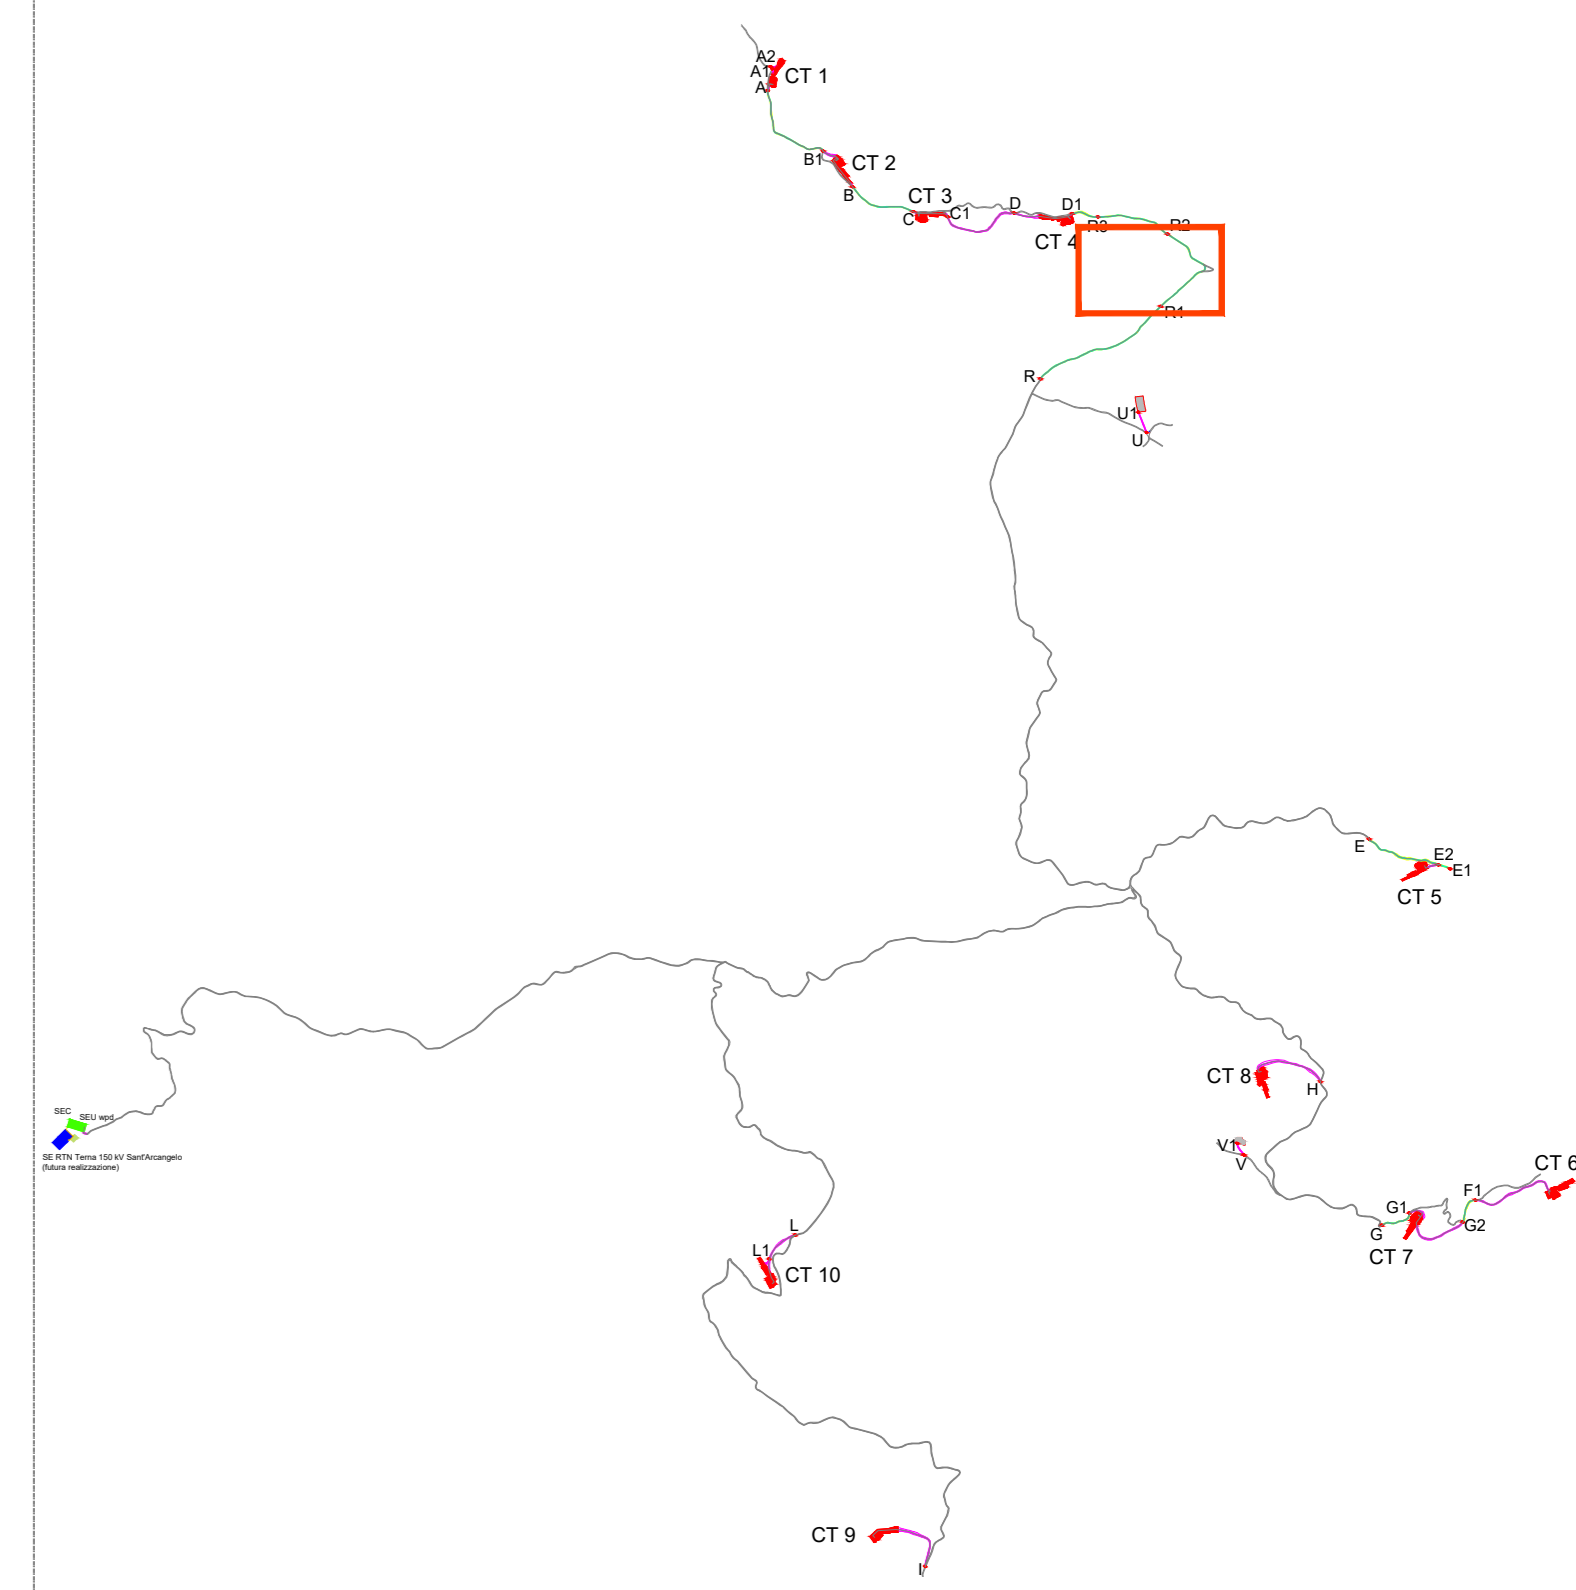 A2
A1
CT 1
A
B1
CT 2
B
CT 3
C
C1
D
D1
CT 4
R3
R2
R1
R
U1
U
E
E2
E1
CT 5
CT 8
H
V1
V
CT 6
F1
G1
G
G2
CT 7
SEC
SEU wpd
SE RTN Terna 150 kV Sant'Arcangelo
(futura realizzazione)
L
L1
CT 10
CT 9
I